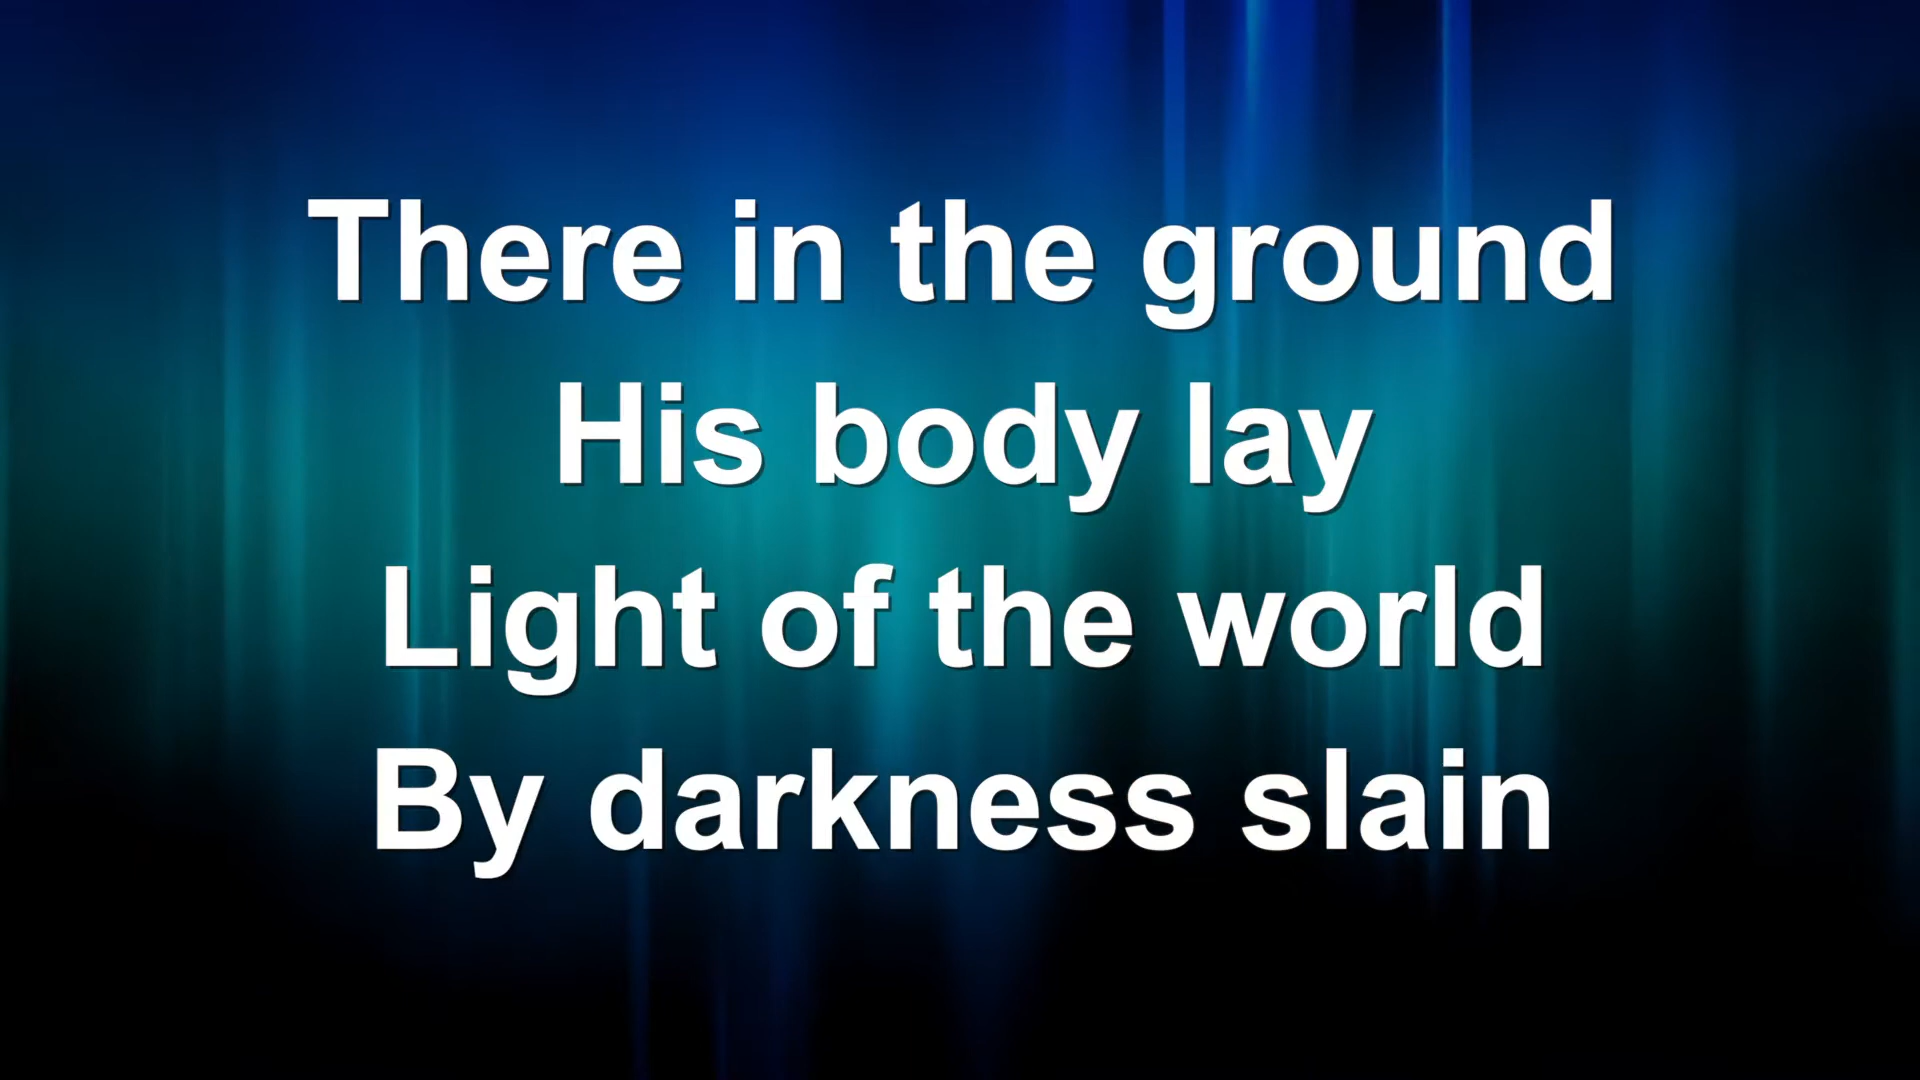 There in the ground
His body lay
Light of the world
By darkness slain